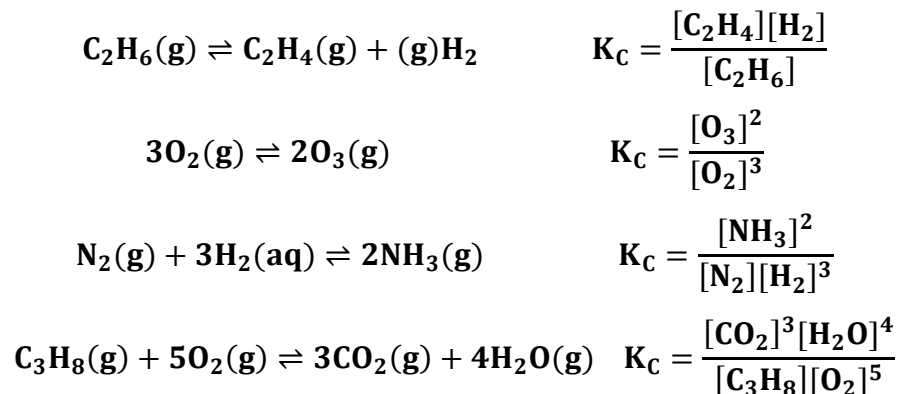 C₂H₆(g) ⇌ C₂H₄(g) + (g)H₂ K_C = [C₂H₄][H₂] / [C₂H₆]
3O₂(g) ⇌ 2O₃(g) K_C = [O₃]² / [O₂]³
N₂(g) + 3H₂(aq) ⇌ 2NH₃(g) K_C = [NH₃]² / [N₂][H₂]³
C₃H₈(g) + 5O₂(g) ⇌ 3CO₂(g) + 4H₂O(g) K_C = [CO₂]³[H₂O]⁴ / [C₃H₈][O₂]⁵